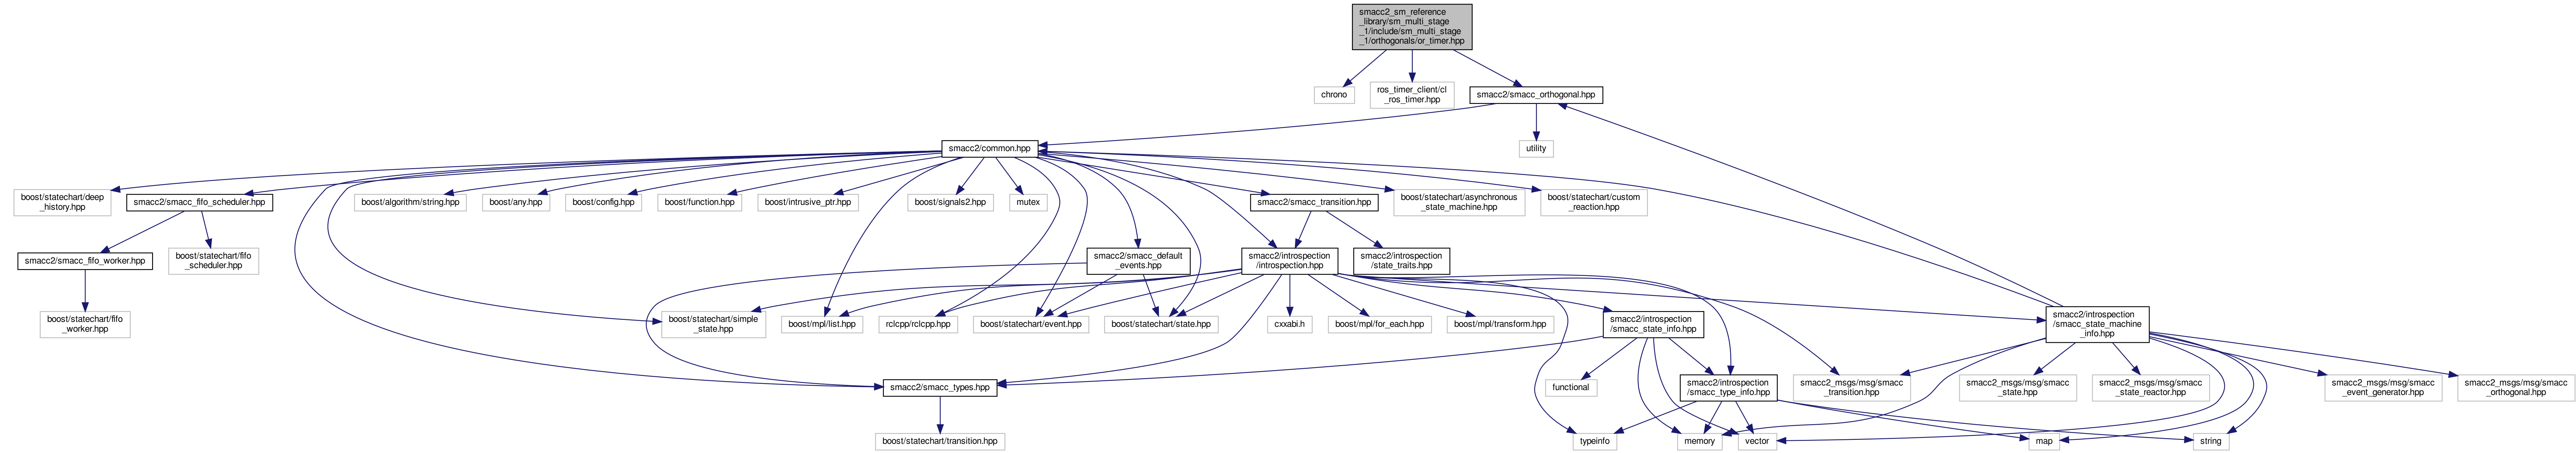 smacc2_sm_reference
_library/sm_multi_stage
_1/include/sm_multi_stage
_1/orthogonals/or_timer.hpp
chrono
ros_timer_client/cl
_ros_timer.hpp
smacc2/smacc_orthogonal.hpp
smacc2/common.hpp
utility
boost/statechart/deep
_history.hpp
smacc2/smacc_fifo_scheduler.hpp
boost/algorithm/string.hpp
boost/any.hpp
boost/config.hpp
boost/function.hpp
boost/intrusive_ptr.hpp
boost/signals2.hpp
mutex
smacc2/smacc_transition.hpp
boost/statechart/asynchronous
_state_machine.hpp
boost/statechart/custom
_reaction.hpp
smacc2/smacc_fifo_worker.hpp
boost/statechart/fifo
_scheduler.hpp
smacc2/smacc_default
_events.hpp
smacc2/introspection
/introspection.hpp
smacc2/introspection
/state_traits.hpp
boost/statechart/fifo
_worker.hpp
boost/statechart/simple
_state.hpp
boost/mpl/list.hpp
rclcpp/rclcpp.hpp
boost/statechart/event.hpp
boost/statechart/state.hpp
cxxabi.h
boost/mpl/for_each.hpp
boost/mpl/transform.hpp
smacc2/introspection
/smacc_state_info.hpp
smacc2/introspection
/smacc_state_machine
_info.hpp
smacc2/smacc_types.hpp
functional
smacc2/introspection
/smacc_type_info.hpp
smacc2_msgs/msg/smacc
_transition.hpp
smacc2_msgs/msg/smacc
_state.hpp
smacc2_msgs/msg/smacc
_state_reactor.hpp
smacc2_msgs/msg/smacc
_event_generator.hpp
smacc2_msgs/msg/smacc
_orthogonal.hpp
boost/statechart/transition.hpp
typeinfo
memory
vector
map
string